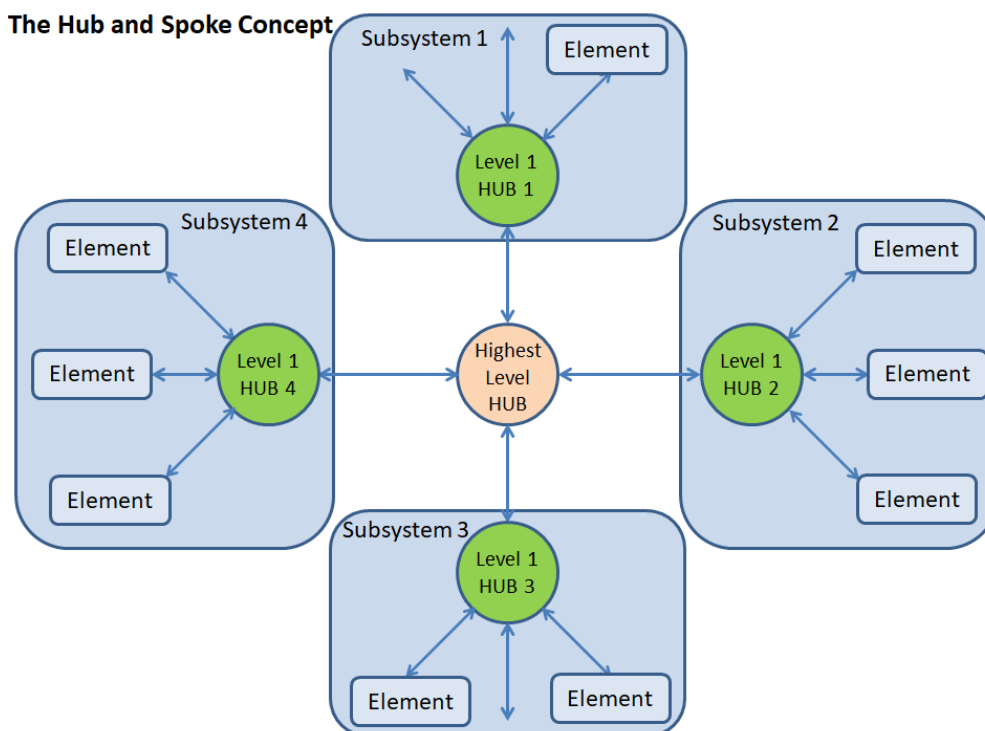 The Hub and Spoke Concept
Subsystem 1
Element
Level 1
HUB 1
Subsystem 4
Element
Element
Element
Level 1
HUB 4
Highest
Level
HUB
Subsystem 2
Element
Element
Element
Level 1
HUB 2
Subsystem 3
Level 1
HUB 3
Element
Element